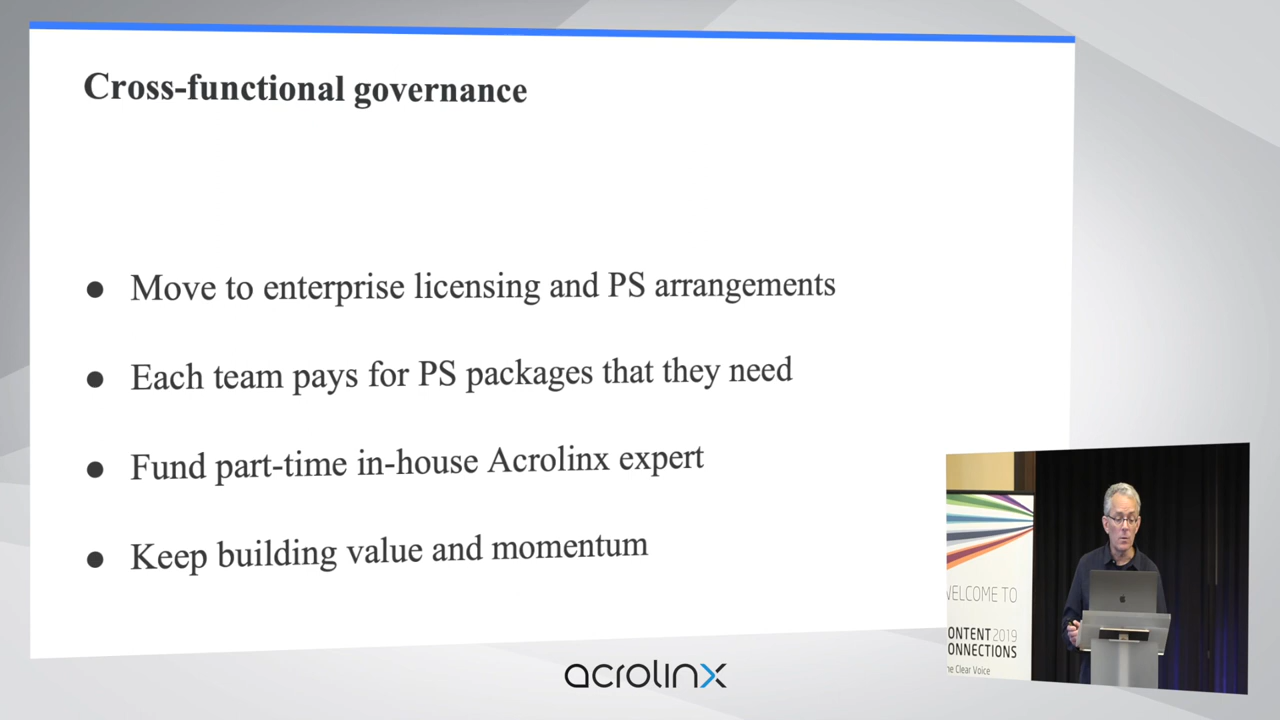 Cross-functional governance
● Move to enterprise licensing and PS arrangements
● Each team pays for PS packages that they need
● Fund part-time in-house Acrolinx expert
● Keep building value and momentum
WELCOME TO
ONTENT 2019
ONNECTIONS
he Clear Voice
acrolinx